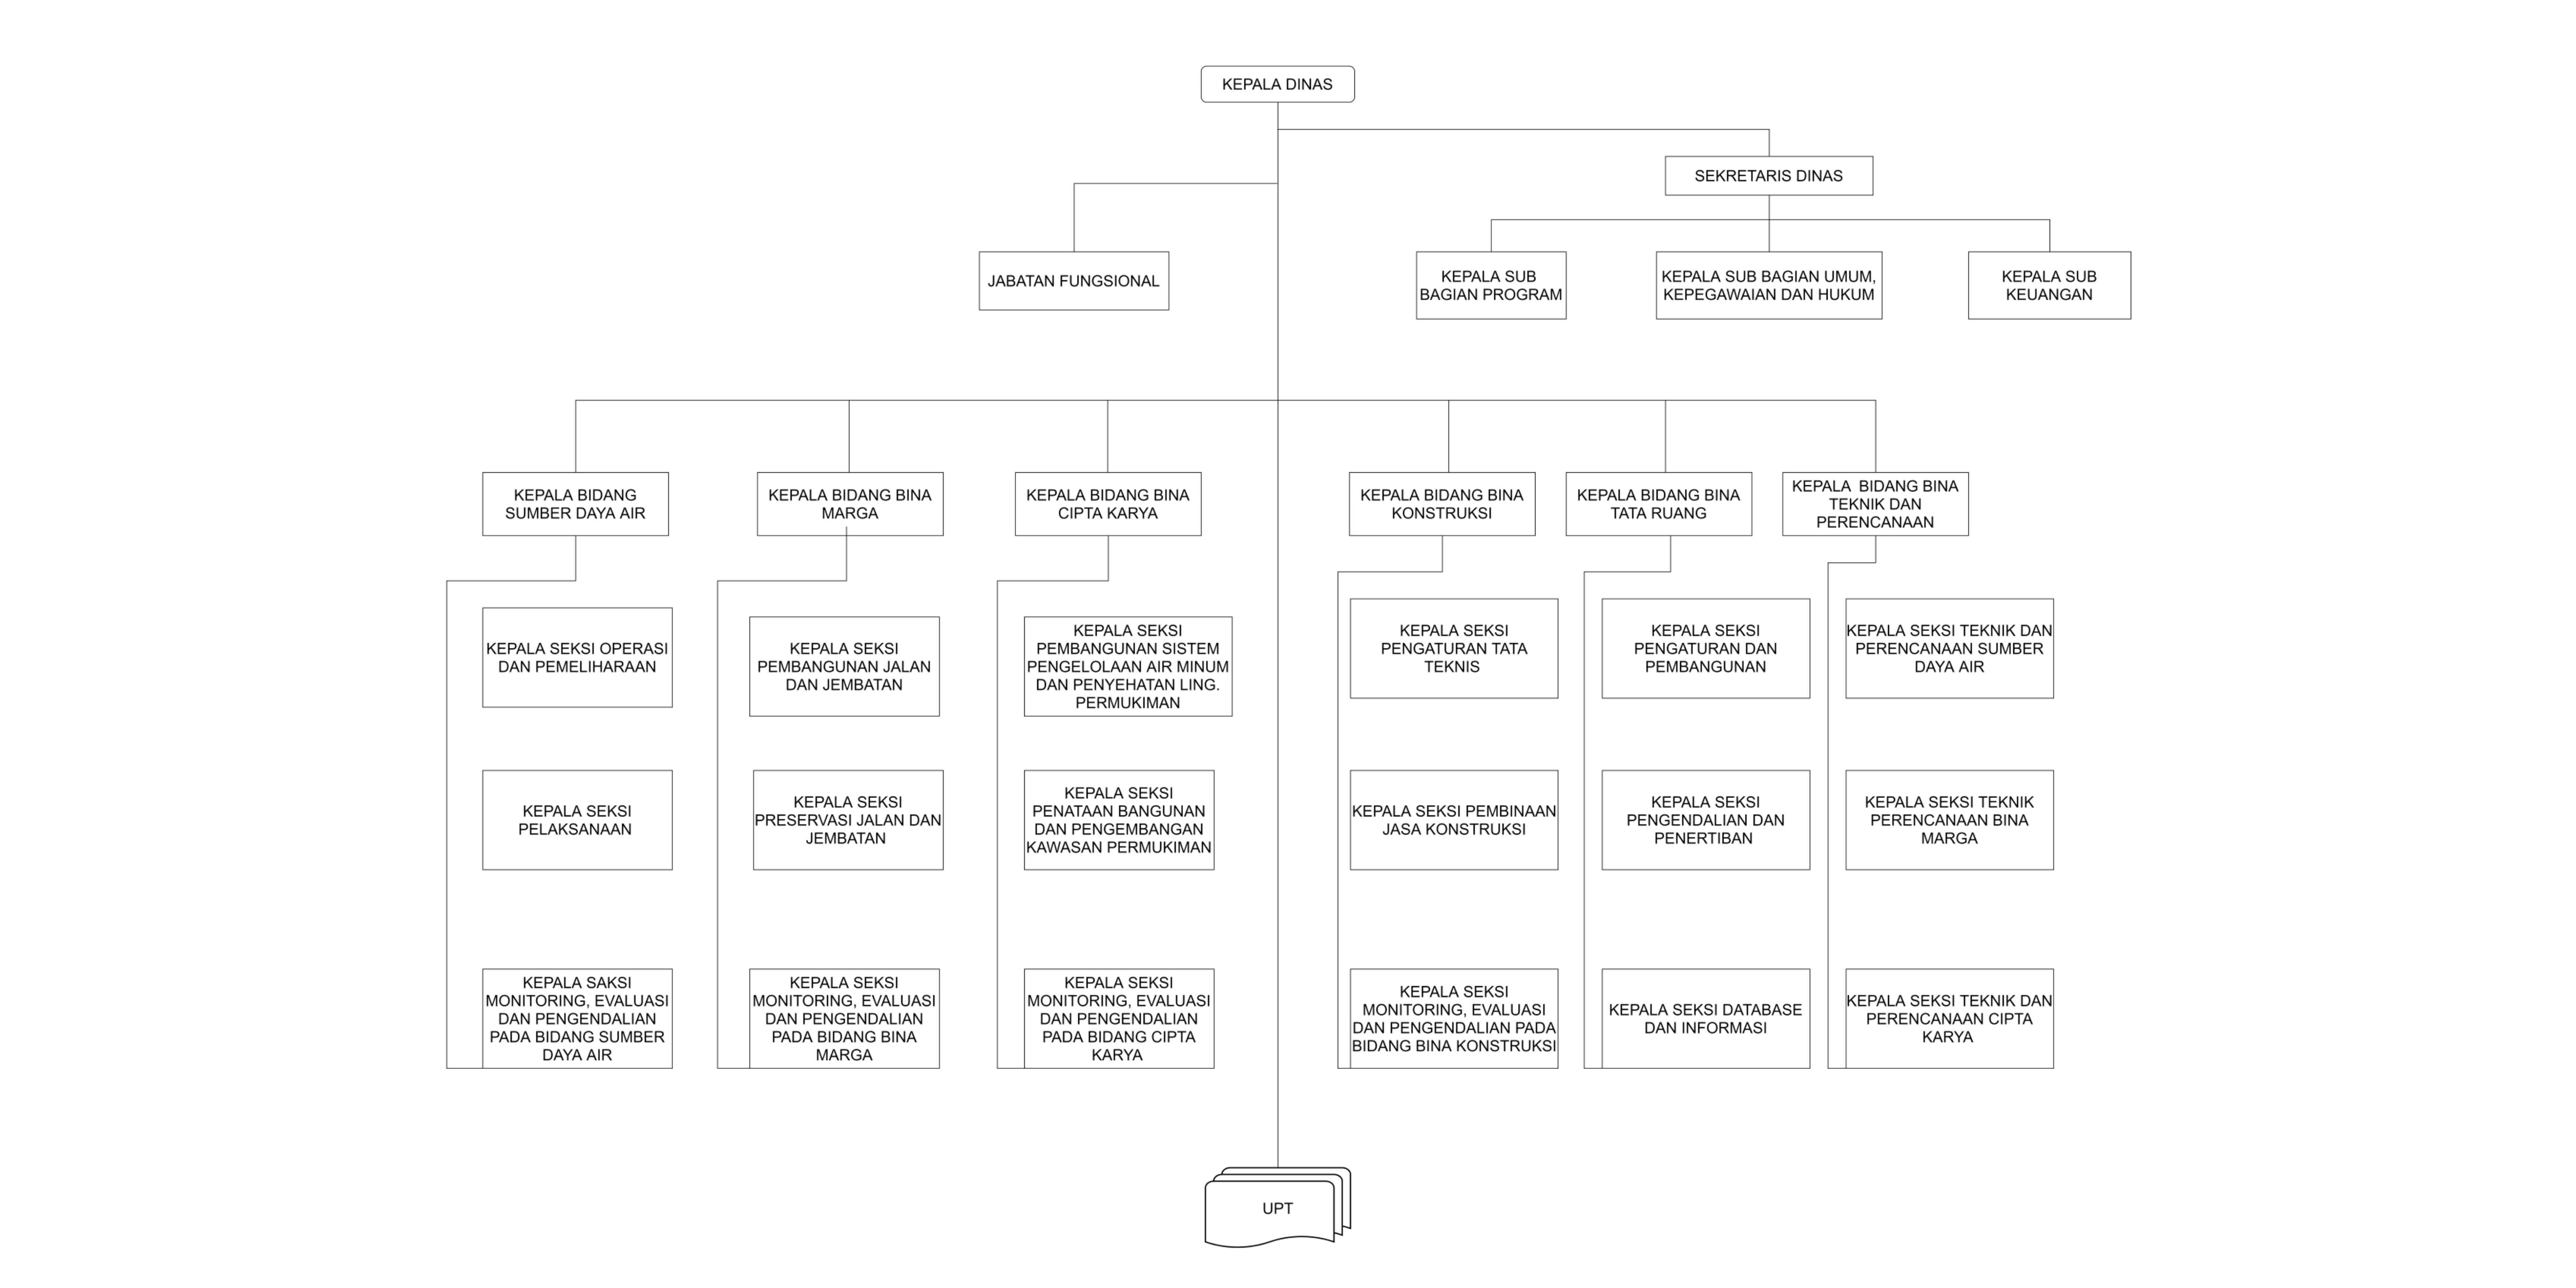 KEPALA DINAS
SEKRETARIS DINAS
JABATAN FUNGSIONAL
KEPALA SUB
BAGIAN PROGRAM
KEPALA SUB BAGIAN UMUM,
KEPEGAWAIAN DAN HUKUM
KEPALA SUB
KEUANGAN
KEPALA BIDANG
SUMBER DAYA AIR
KEPALA BIDANG BINA
MARGA
KEPALA BIDANG BINA
CIPTA KARYA
KEPALA BIDANG BINA
KONSTRUKSI
KEPALA BIDANG BINA
TATA RUANG
KEPALA  BIDANG BINA
TEKNIK DAN
PERENCANAAN
KEPALA SEKSI OPERASI
DAN PEMELIHARAAN
KEPALA SEKSI
PEMBANGUNAN JALAN
DAN JEMBATAN
KEPALA SEKSI
PEMBANGUNAN SISTEM
PENGELOLAAN AIR MINUM
DAN PENYEHATAN LING.
PERMUKIMAN
KEPALA SEKSI
PENGATURAN TATA
TEKNIS
KEPALA SEKSI
PENGATURAN DAN
PEMBANGUNAN
KEPALA SEKSI TEKNIK DAN
PERENCANAAN SUMBER
DAYA AIR
KEPALA SEKSI
PELAKSANAAN
KEPALA SEKSI
PRESERVASI JALAN DAN
JEMBATAN
KEPALA SEKSI
PENATAAN BANGUNAN
DAN PENGEMBANGAN
KAWASAN PERMUKIMAN
KEPALA SEKSI PEMBINAAN
JASA KONSTRUKSI
KEPALA SEKSI
PENGENDALIAN DAN
PENERTIBAN
KEPALA SEKSI TEKNIK
PERENCANAAN BINA
MARGA
KEPALA SAKSI
MONITORING, EVALUASI
DAN PENGENDALIAN
PADA BIDANG SUMBER
DAYA AIR
KEPALA SEKSI
MONITORING, EVALUASI
DAN PENGENDALIAN
PADA BIDANG BINA
MARGA
KEPALA SEKSI
MONITORING, EVALUASI
DAN PENGENDALIAN
PADA BIDANG CIPTA
KARYA
KEPALA SEKSI
MONITORING, EVALUASI
DAN PENGENDALIAN PADA
BIDANG BINA KONSTRUKSI
KEPALA SEKSI DATABASE
DAN INFORMASI
KEPALA SEKSI TEKNIK DAN
PERENCANAAN CIPTA
KARYA
UPT